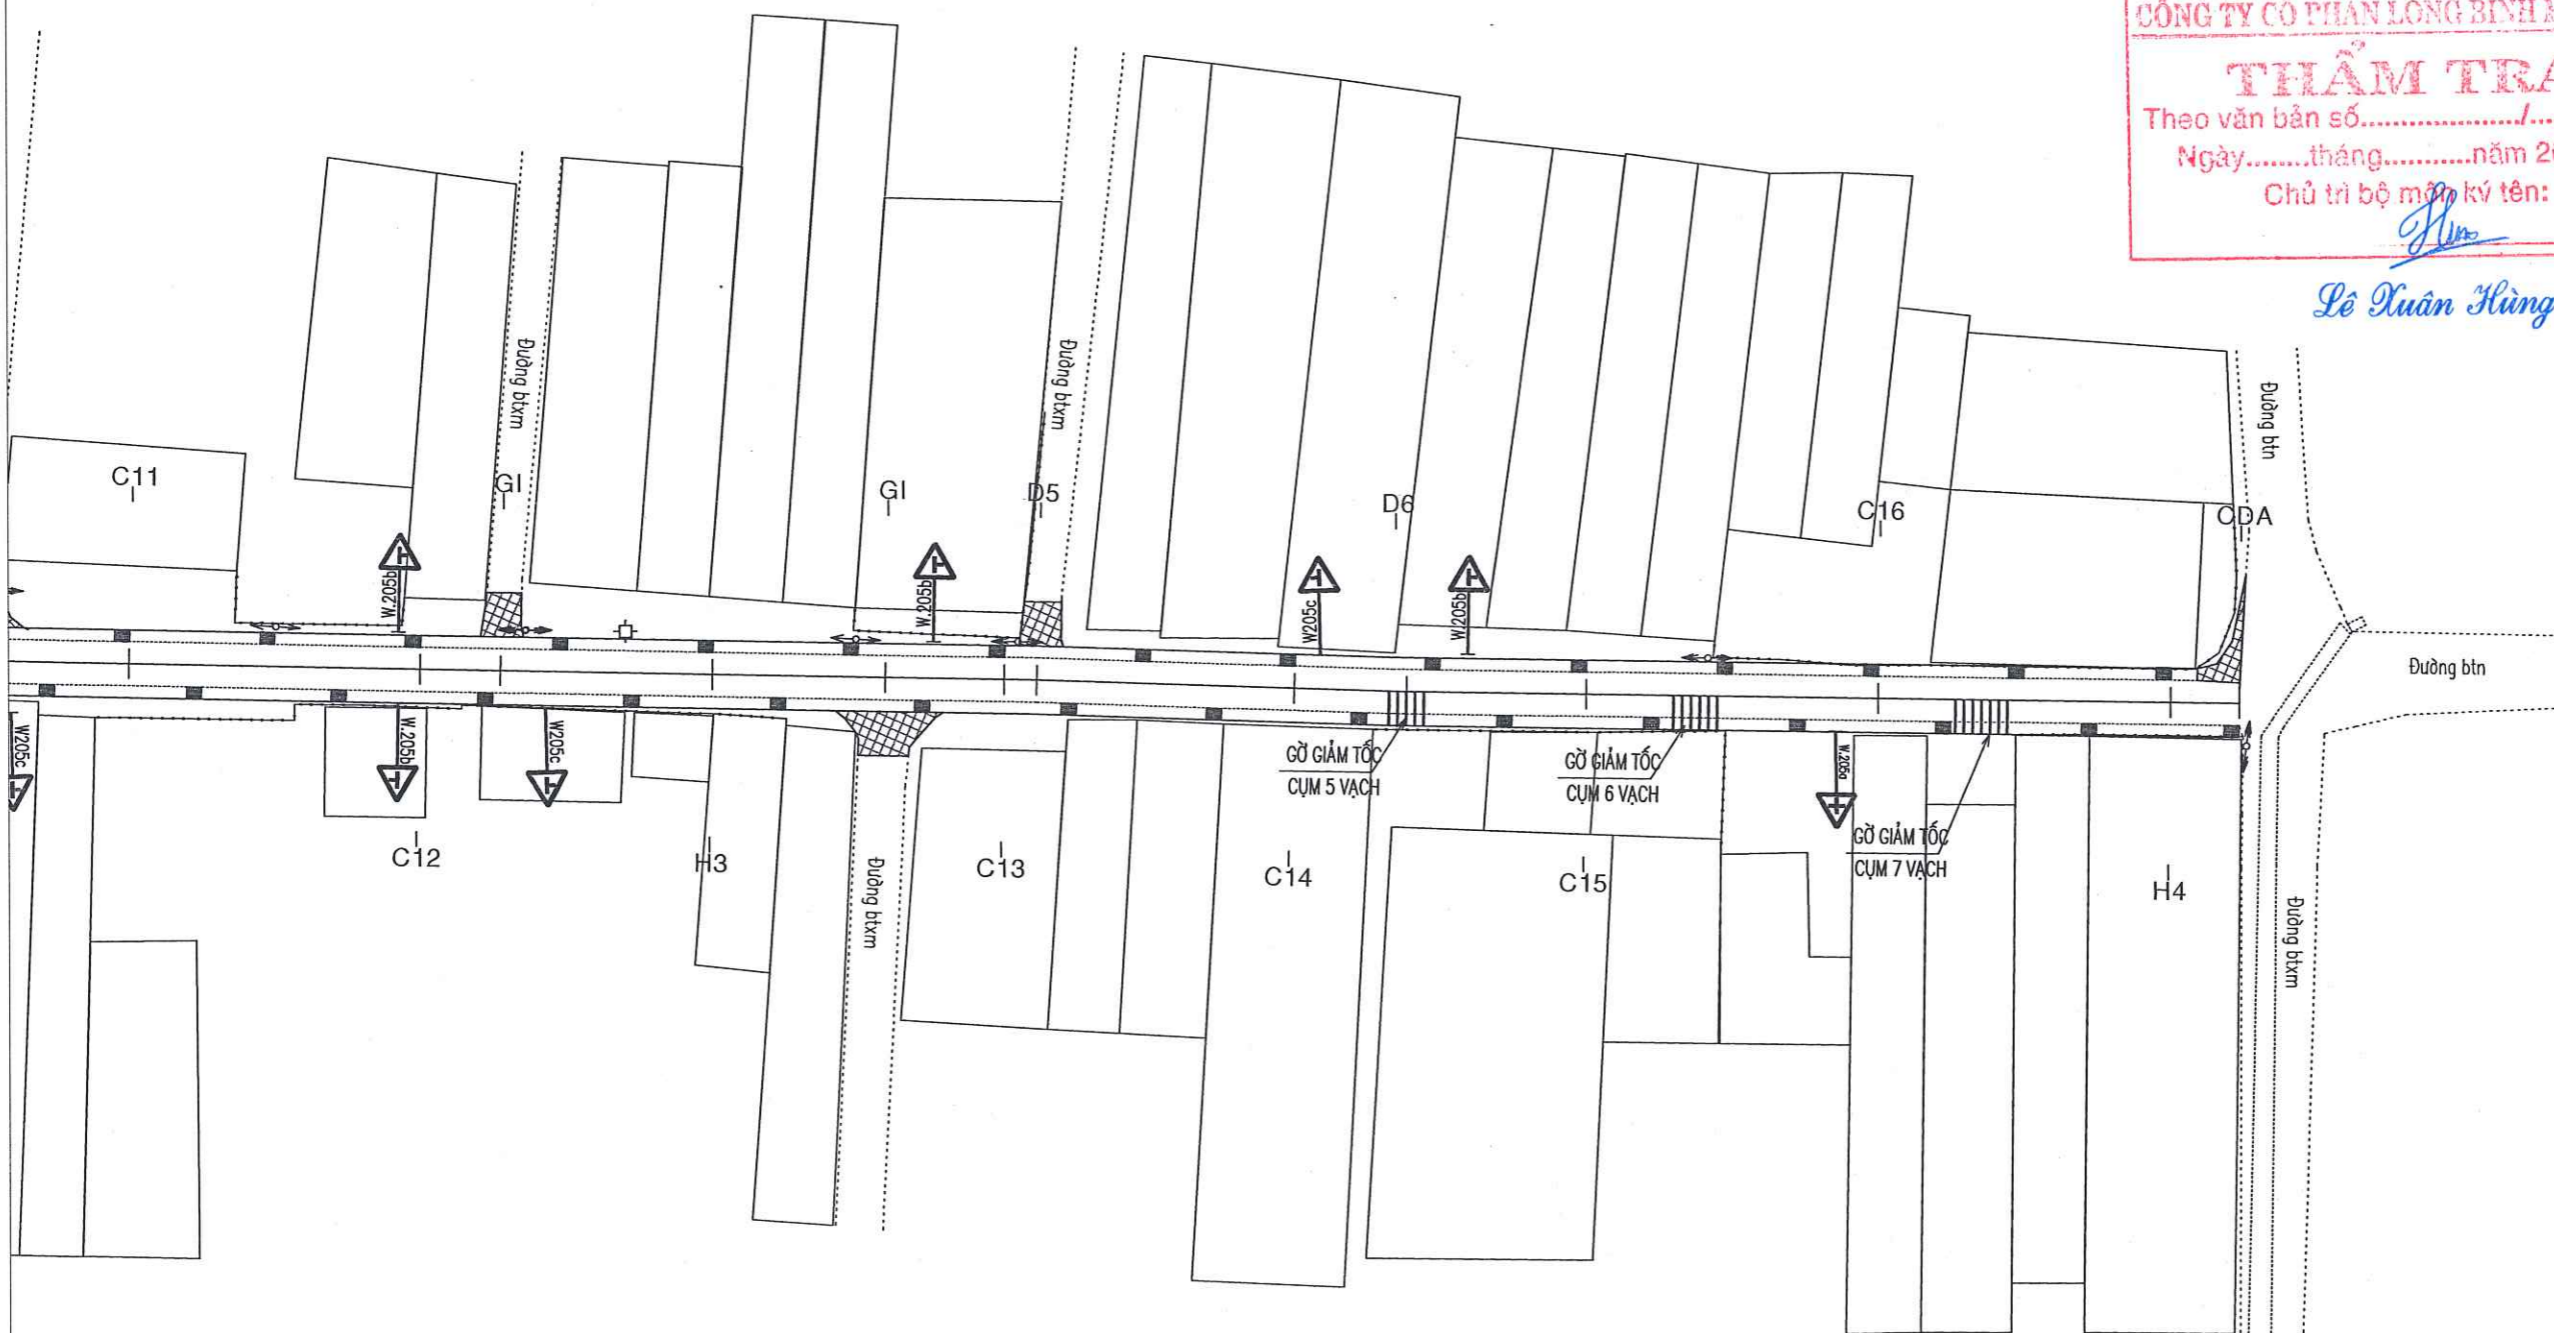 CÔNG TY CỔ PHẦN LONG BÌNH
THẨM TRA
Theo văn bản số..................../....
Ngày........tháng...........năm 2
Chủ trì bộ môn ký tên:
Lê Xuân Hùng
Đường btxm
Đường btxm
Đường btn
C11
GI
GI
D5
D6
C16
CDA
W.205b
W.205b
W205c
W.205b
Đường btn
W205c
W.205b
W205c
W.205a
GỜ GIẢM TỐC
CỤM 5 VẠCH
GỜ GIẢM TỐC
CỤM 6 VẠCH
GỜ GIẢM TỐC
CỤM 7 VẠCH
C12
H3
Đường btxm
C13
C14
C15
H4
Đường btxm